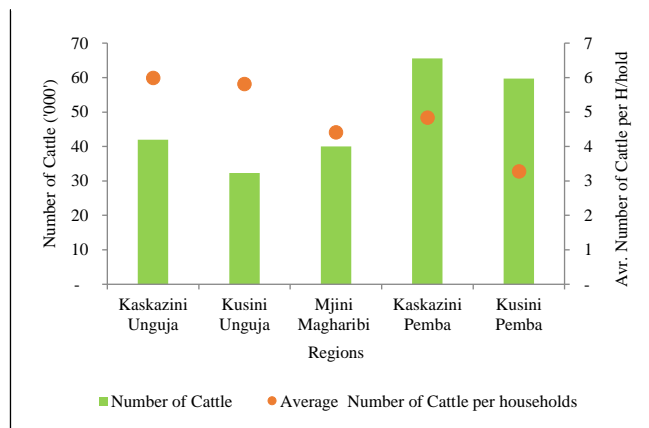 Number of Cattle ('000')
70
60
50
40
30
20
10
-
7
6
5
4
3
2
1
-
Avr. Number of Cattle per H/hold
Kaskazini Unguja
Kusini Unguja
Mjini Magharibi
Kaskazini Pemba
Kusini Pemba
Regions
Number of Cattle
Average Number of Cattle per households